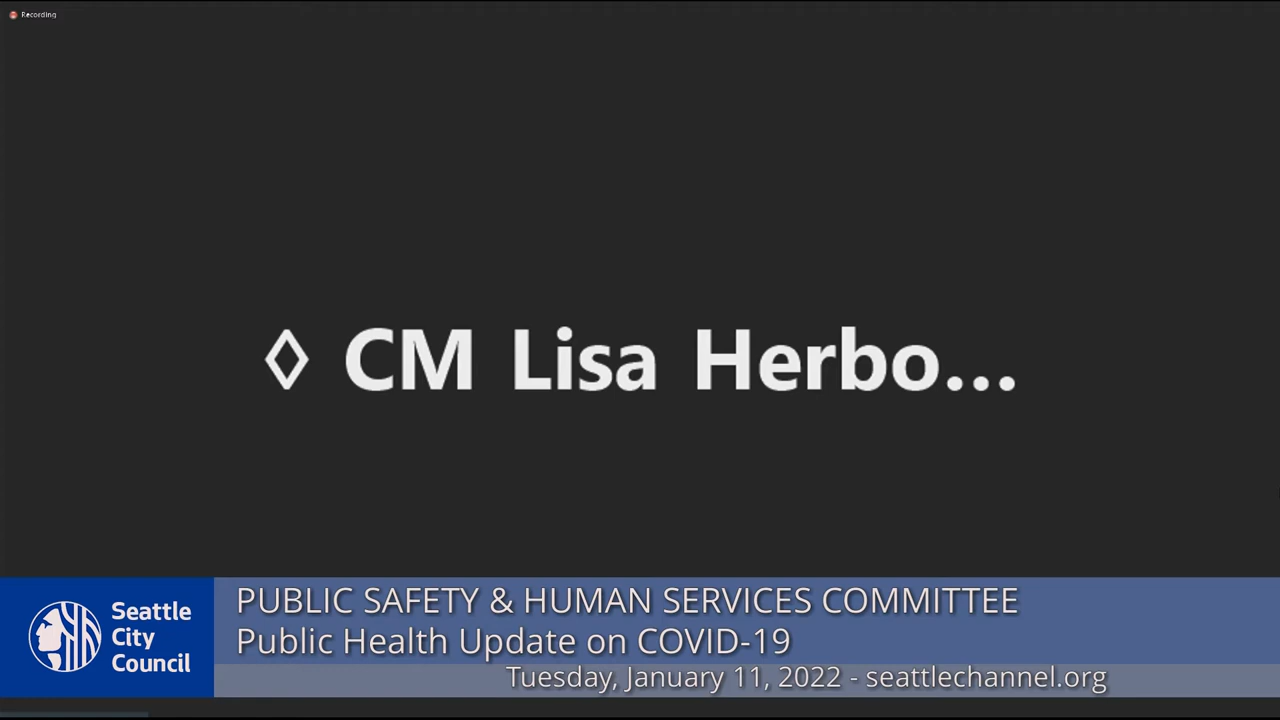 Recording
◊ CM Lisa Herbo...
Seattle
City
Council
PUBLIC SAFETY & HUMAN SERVICES COMMITTEE
Public Health Update on COVID-19
Tuesday, January 11, 2022 - seattlechannel.org